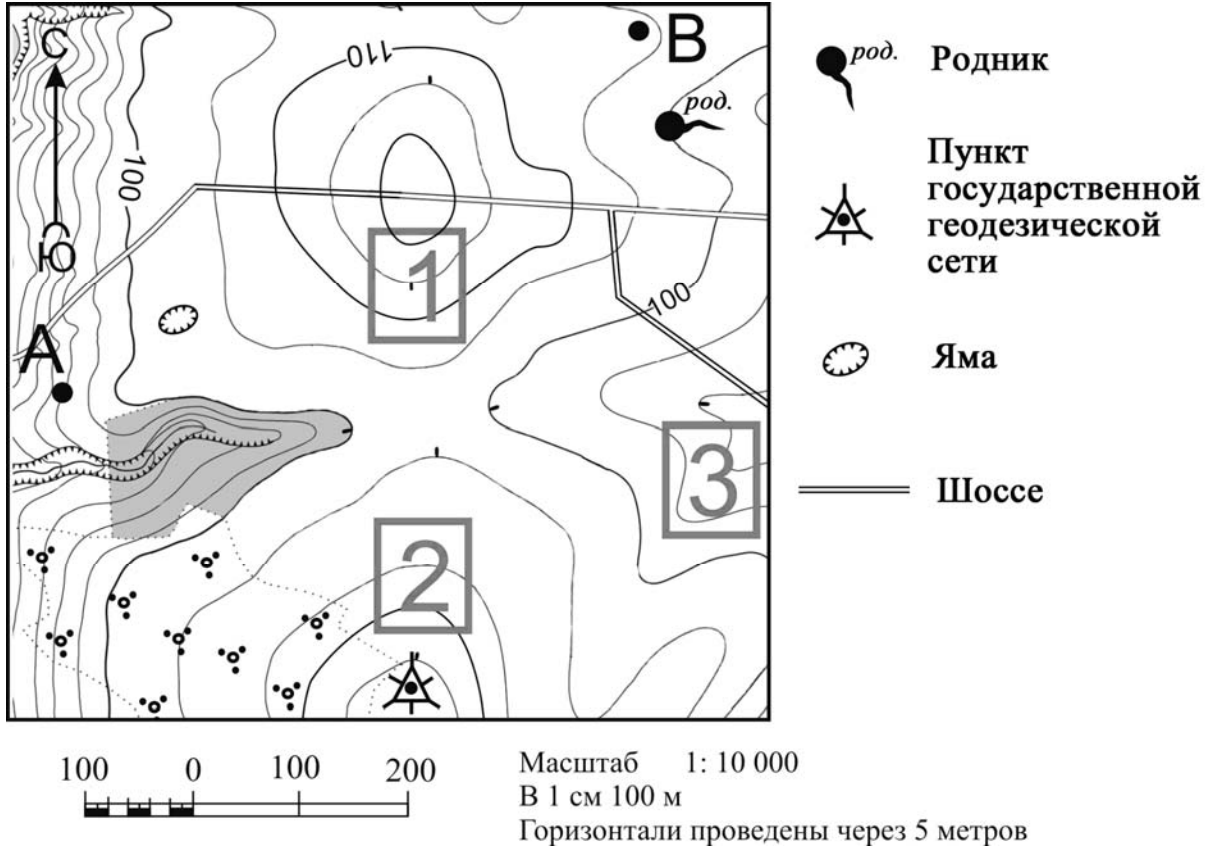 С
Ю
110
100
100
А
В
род.
1
2
3
род.
Родник
Пункт
государственной
геодезической
сети
Яма
Шоссе
100 0 100 200
Масштаб 1: 10 000
В 1 см 100 м
Горизонтали проведены через 5 метров